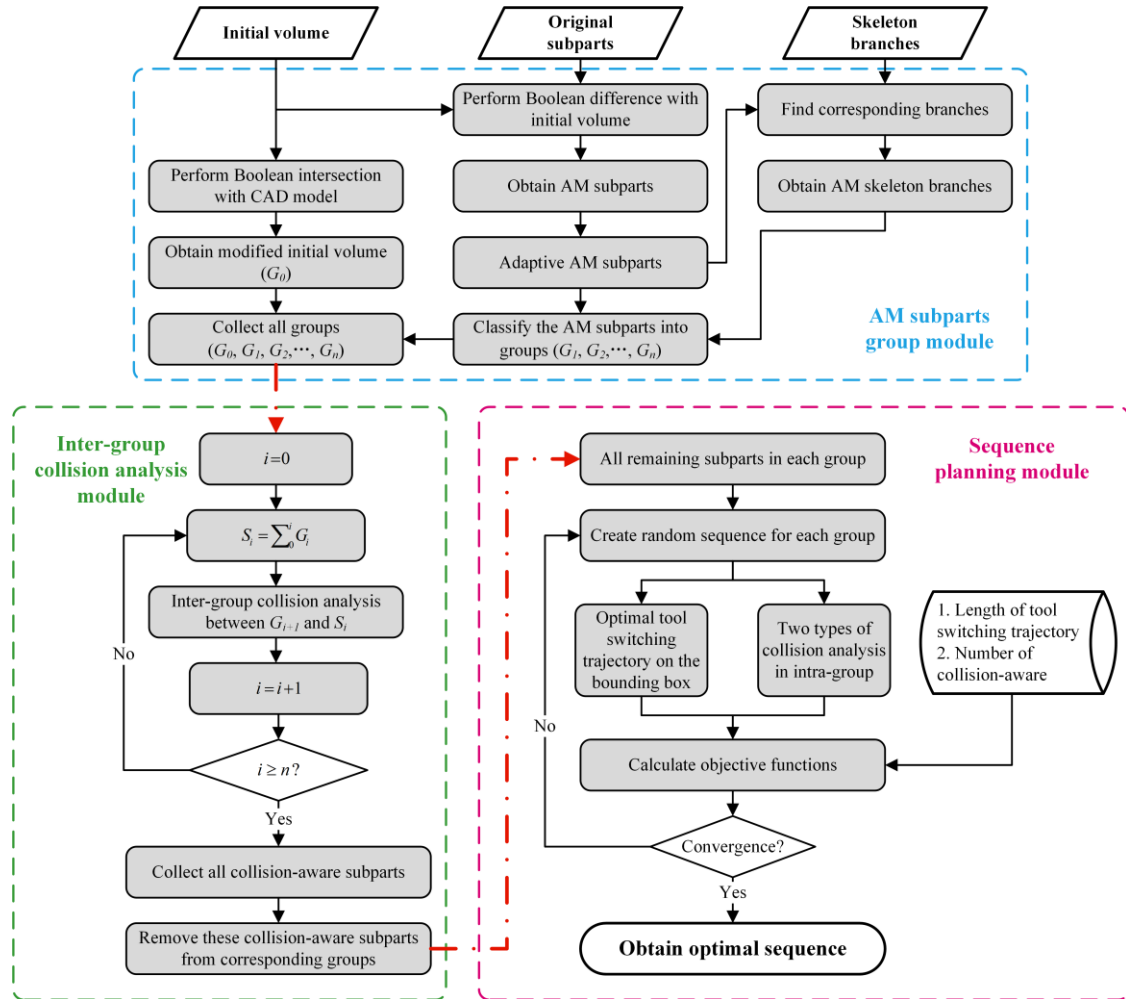 Initial volume
Original
subparts
Skeleton
branches
Perform Boolean difference with
initial volume
Find corresponding branches
Perform Boolean intersection
with CAD model
Obtain AM subparts
Obtain AM skeleton branches
Obtain modified initial volume
(G₀)
Adaptive AM subparts
Collect all groups
(G₀, G₁, G₂,⋯, Gₙ)
Classify the AM subparts into
groups (G₁, G₂,⋯, Gₙ)
AM subparts
group module
Inter-group
collision analysis
module
i=0
Sᵢ = ∑₀ⁱ Gᵢ
Inter-group collision analysis
between Gᵢ₊₁ and Sᵢ
No
i=i+1
i ≥ n?
Yes
Collect all collision-aware subparts
Remove these collision-aware subparts
from corresponding groups
Sequence
planning module
All remaining subparts in each group
Create random sequence for each group
Optimal tool
switching
trajectory on the
bounding box
Two types of
collision analysis
in intra-group
1. Length of tool
switching trajectory
2. Number of
collision-aware
No
Calculate objective functions
Convergence?
Yes
Obtain optimal sequence